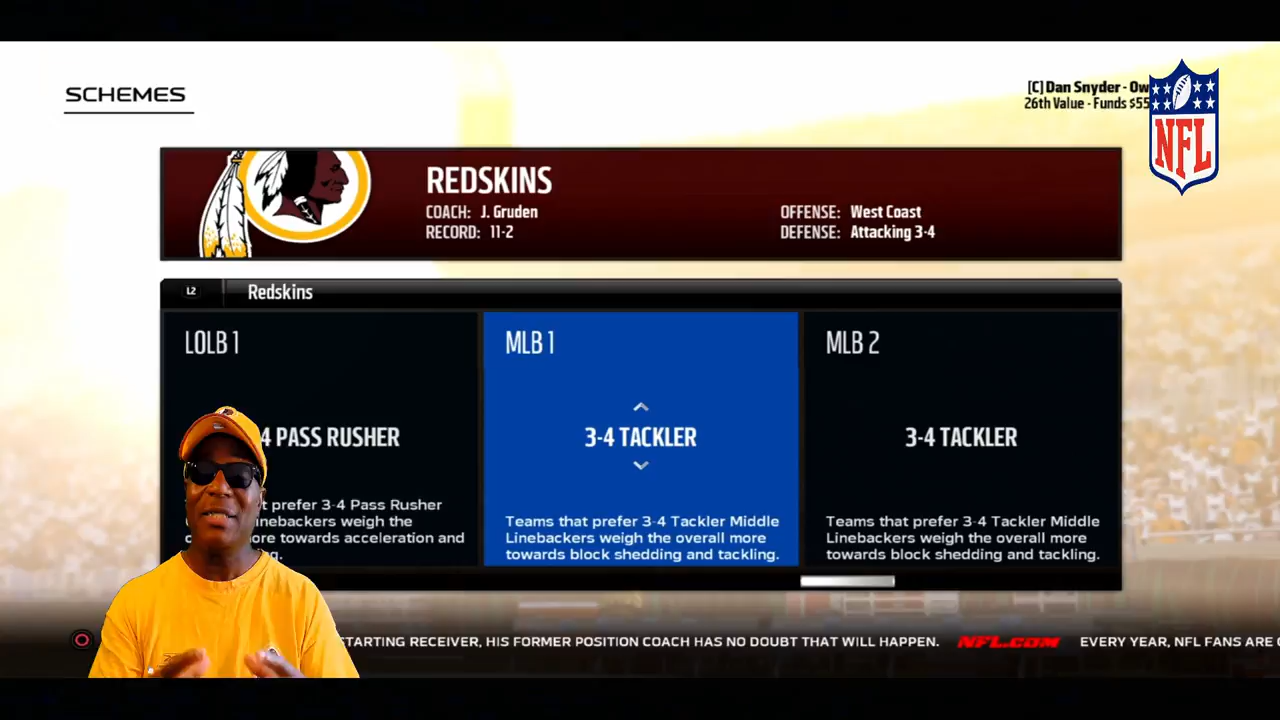 SCHEMES
[C] Dan Snyder - Ow
26th Value - Funds $55
NFL
REDSKINS
COACH: J. Gruden
RECORD: 11-2
OFFENSE: West Coast
DEFENSE: Attacking 3-4
L2
Redskins
LOLB 1
4 PASS RUSHER
t prefer 3-4 Pass Rusher
inebackers weigh the
ore towards acceleration and
g.
MLB 1
3-4 TACKLER
Teams that prefer 3-4 Tackler Middle
Linebackers weigh the overall more
towards block shedding and tackling.
MLB 2
3-4 TACKLER
Teams that prefer 3-4 Tackler Middle
Linebackers weigh the overall more
towards block shedding and tackling.
STARTING RECEIVER, HIS FORMER POSITION COACH HAS NO DOUBT THAT WILL HAPPEN. NFL.COM EVERY YEAR, NFL FANS ARE